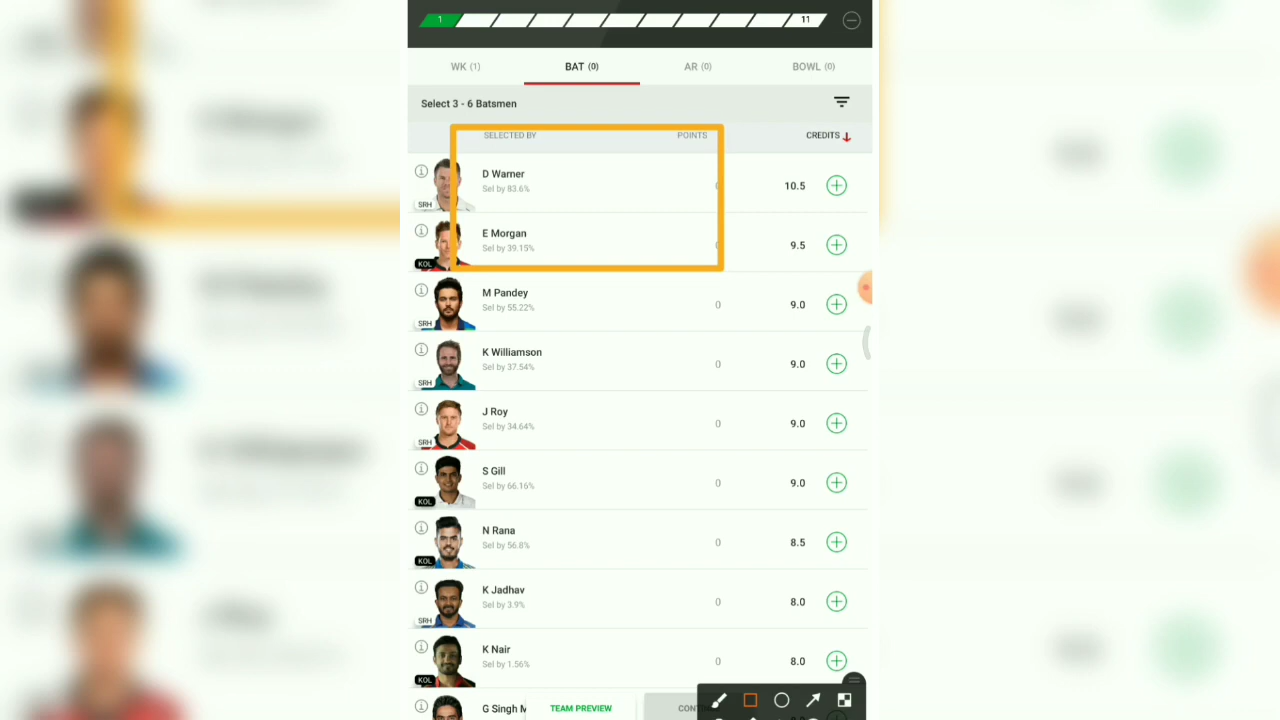 1 11
WK (1) BAT (0) AR (0) BOWL (0)
Select 3 - 6 Batsmen
SELECTED BY POINTS CREDITS
D Warner
Sel by 83.6%
10.5
SRH
E Morgan
Sel by 39.15%
9.5
KOL
M Pandey
Sel by 55.22%
0 9.0
SRH
K Williamson
Sel by 37.54%
0 9.0
SRH
J Roy
Sel by 34.64%
0 9.0
SRH
S Gill
Sel by 66.16%
0 9.0
KOL
N Rana
Sel by 56.8%
0 8.5
KOL
K Jadhav
Sel by 3.9%
0 8.0
SRH
K Nair
Sel by 1.56%
0 8.0
KOL
G Singh M
TEAM PREVIEW